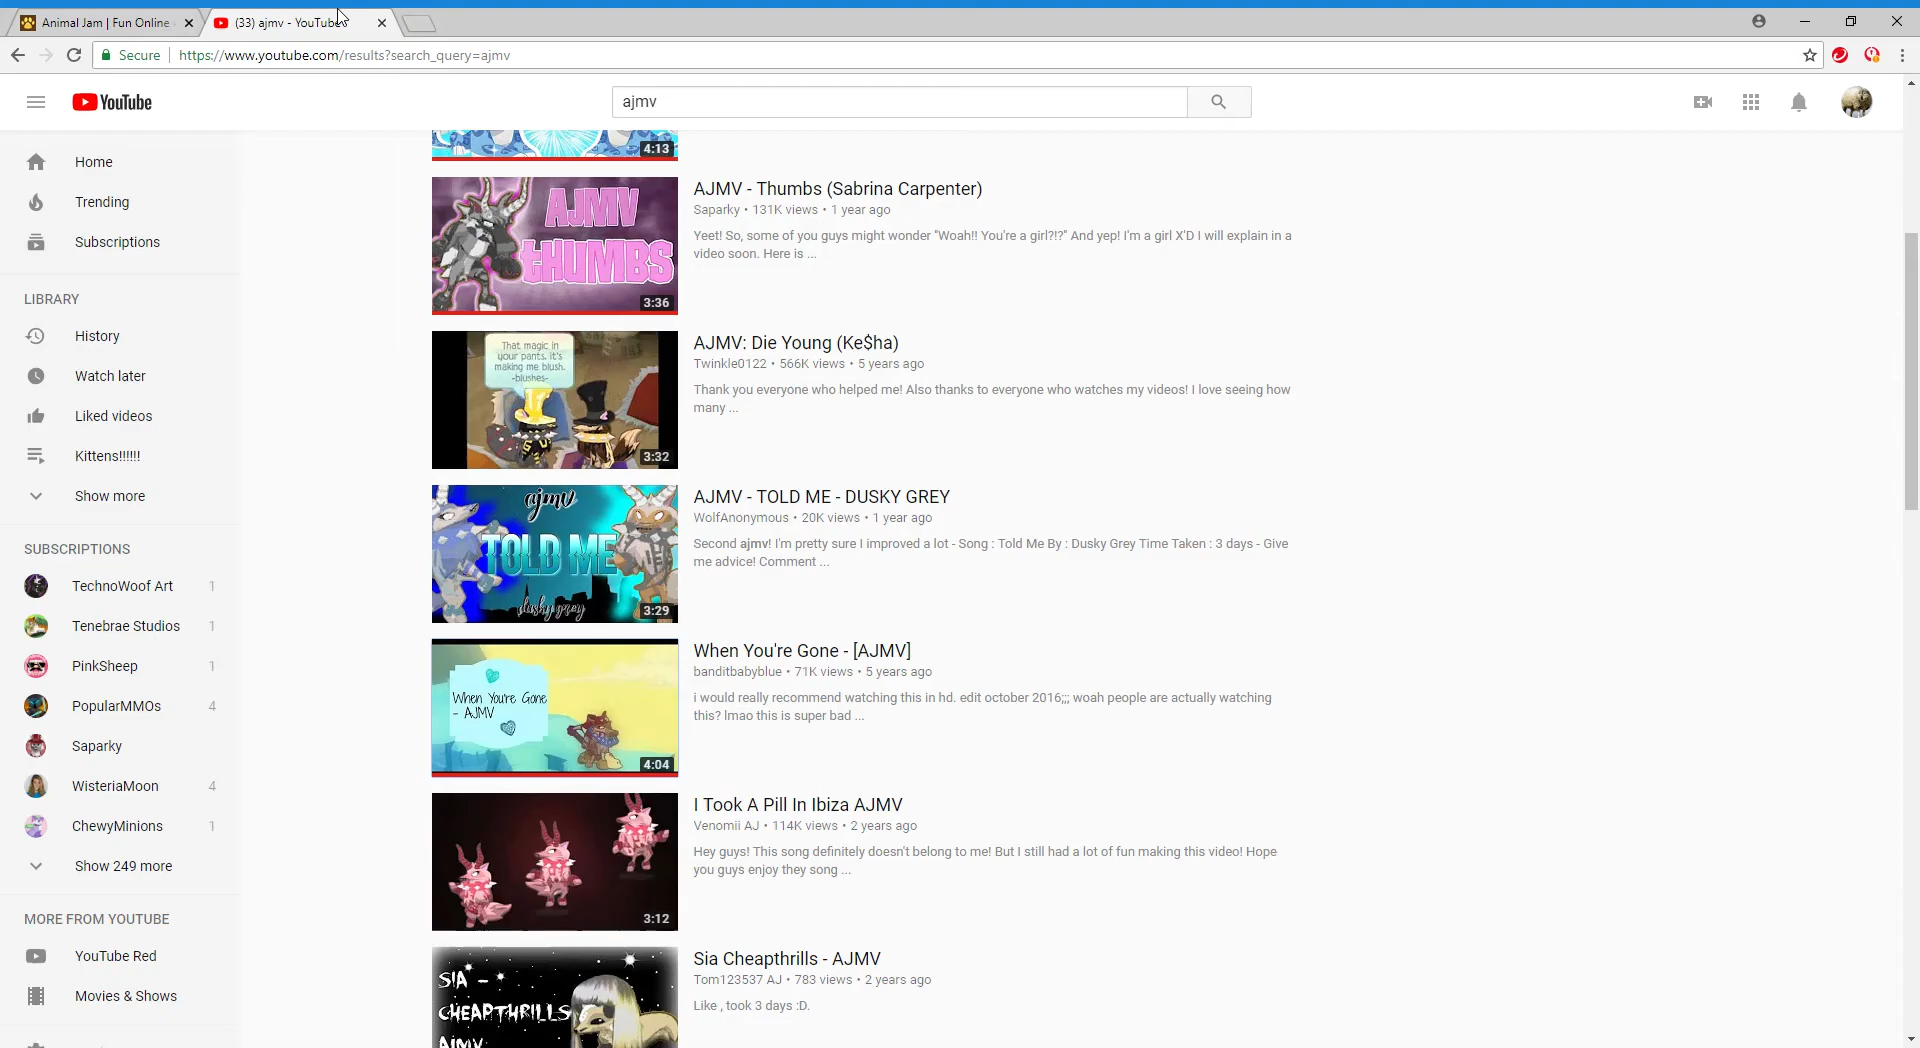 Animal Jam | Fun Online
(33) ajmv - YouTube
Secure
https://www.youtube.com/results?search_query=ajmv
YouTube
ajmv
Home
Trending
Subscriptions
LIBRARY
History
Watch later
Liked videos
Kittens!!!!!!
Show more
SUBSCRIPTIONS
TechnoWoof Art 1
Tenebrae Studios 1
PinkSheep 1
PopularMMOs 4
Saparky
WisteriaMoon 4
ChewyMinions 1
Show 249 more
MORE FROM YOUTUBE
YouTube Red
Movies & Shows
4:13
AJMV
THUMBS
3:36
AJMV - Thumbs (Sabrina Carpenter)
Saparky • 131K views • 1 year ago
Yeet! So, some of you guys might wonder "Woah!! You're a girl?!?" And yep! I'm a girl X'D I will explain in a
video soon. Here is ...
That magic in
your pants, it's
making me blush.
-blushes-
3:32
AJMV: Die Young (Ke$ha)
Twinkle0122 • 566K views • 5 years ago
Thank you everyone who helped me! Also thanks to everyone who watches my videos! I love seeing how
many ...
ajmv
TOLD ME
dusky grey
3:29
AJMV - TOLD ME - DUSKY GREY
WolfAnonymous • 20K views • 1 year ago
Second ajmv! I'm pretty sure I improved a lot - Song : Told Me By : Dusky Grey Time Taken : 3 days - Give
me advice! Comment ...
When You're Gone
- AJMV
4:04
When You're Gone - [AJMV]
banditbabyblue • 71K views • 5 years ago
i would really recommend watching this in hd. edit october 2016;;; woah people are actually watching
this? lmao this is super bad ...
3:12
I Took A Pill In Ibiza AJMV
Venomii AJ • 114K views • 2 years ago
Hey guys! This song definitely doesn't belong to me! But I still had a lot of fun making this video! Hope
you guys enjoy they song ...
SIA -
CHEAPTHRILLS
AJMV
Sia Cheapthrills - AJMV
Tom123537 AJ • 783 views • 2 years ago
Like , took 3 days :D.